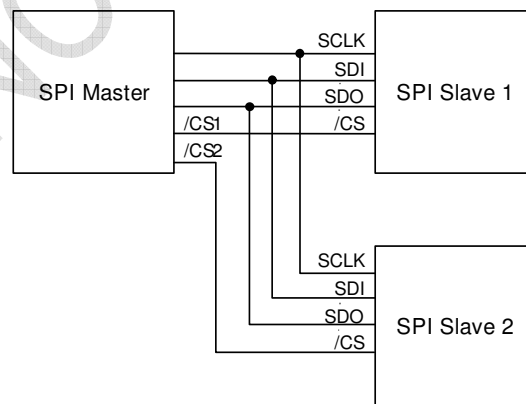 SPI Master
/CS1
/CS2
SCLK
SDI
SDO
/CS
SPI Slave 1
SCLK
SDI
SDO
/CS
SPI Slave 2